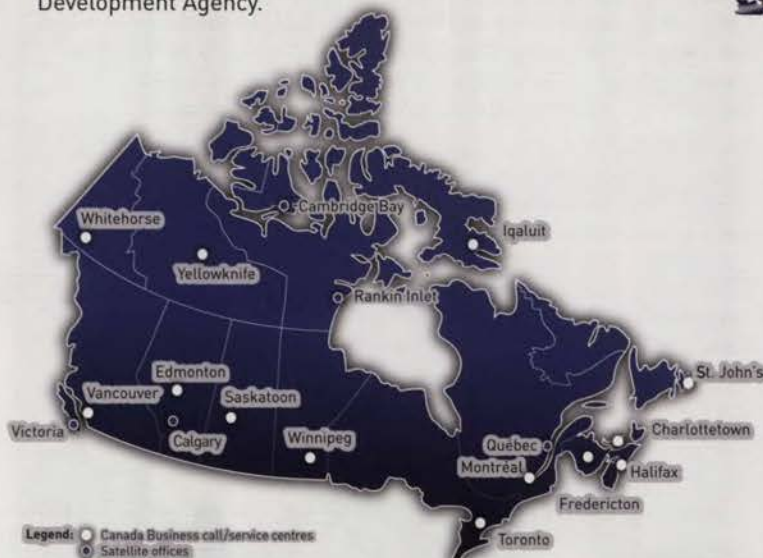 Development Agency.
Cambridge Bay
Whitehorse
Iqaluit
Yellowknife
Rankin Inlet
Edmonton
St. John's
Vancouver
Saskatoon
Victoria
Calgary
Winnipeg
Québec
Charlottetown
Montréal
Halifax
Fredericton
Toronto
Legend: Canada Business call/service centres
Satellite offices